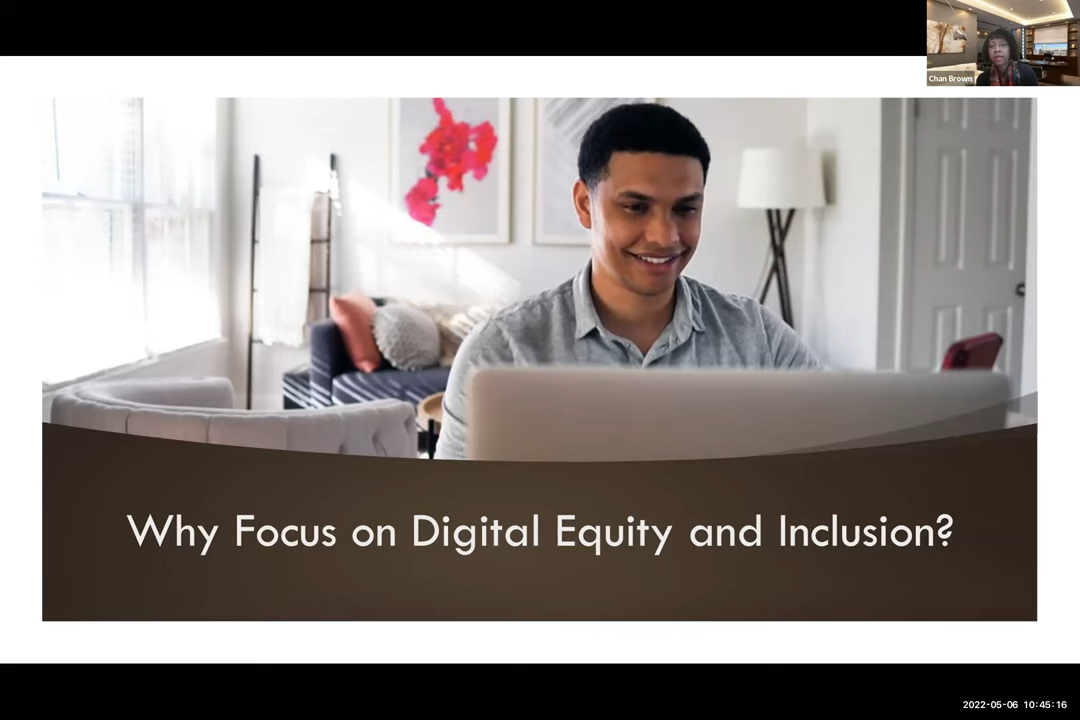 Chan Brown
Why Focus on Digital Equity and Inclusion?
2022-05-06 10:45:16